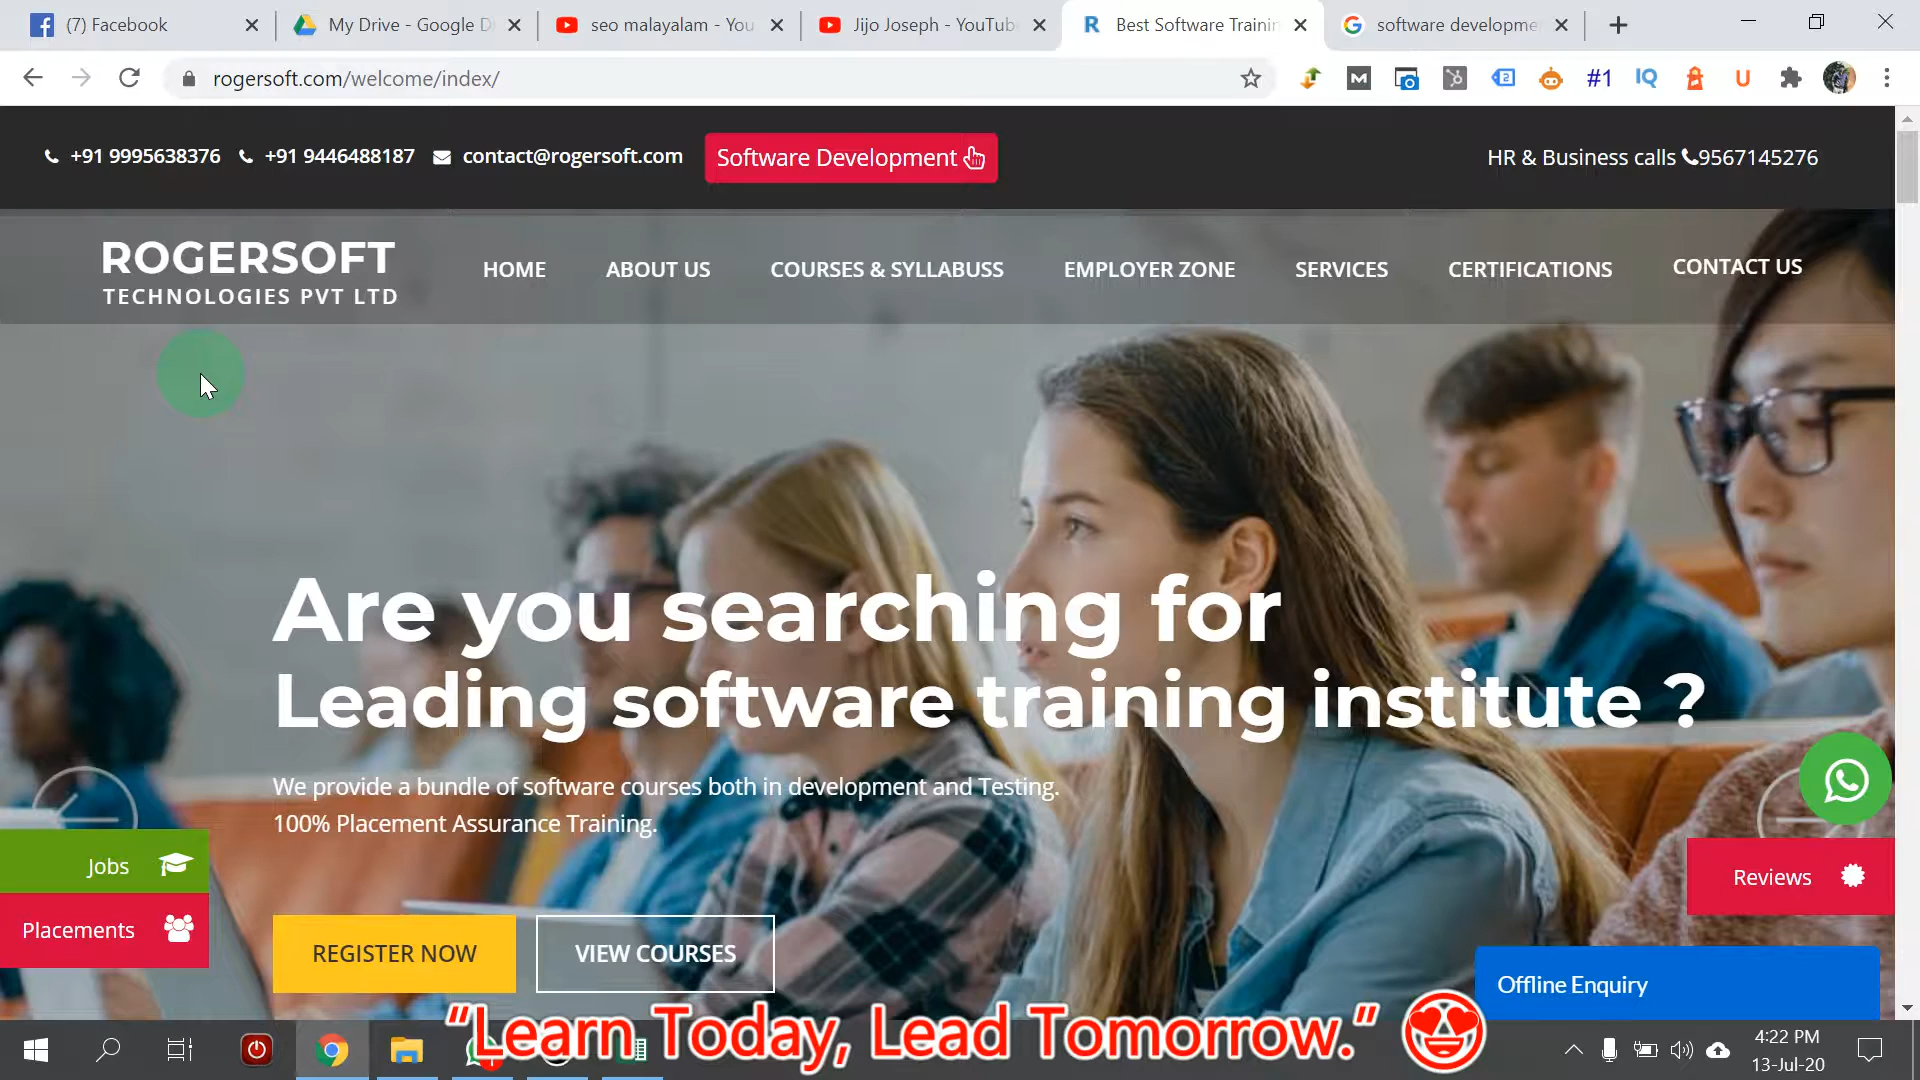 (7) Facebook
My Drive - Google D
seo malayalam - You
Jijo Joseph - YouTub
Best Software Trainin
software developme
rogersoft.com/welcome/index/
#1
IQ
+91 9995638376
+91 9446488187
contact@rogersoft.com
Software Development
HR & Business calls 9567145276
ROGERSOFT
TECHNOLOGIES PVT LTD
HOME
ABOUT US
COURSES & SYLLABUSS
EMPLOYER ZONE
SERVICES
CERTIFICATIONS
CONTACT US
Are you searching for
Leading software training institute ?
We provide a bundle of software courses both in development and Testing.
100% Placement Assurance Training.
Jobs
Placements
REGISTER NOW
VIEW COURSES
Reviews
Offline Enquiry
"Learn Today, Lead Tomorrow."
4:22 PM
13-Jul-20